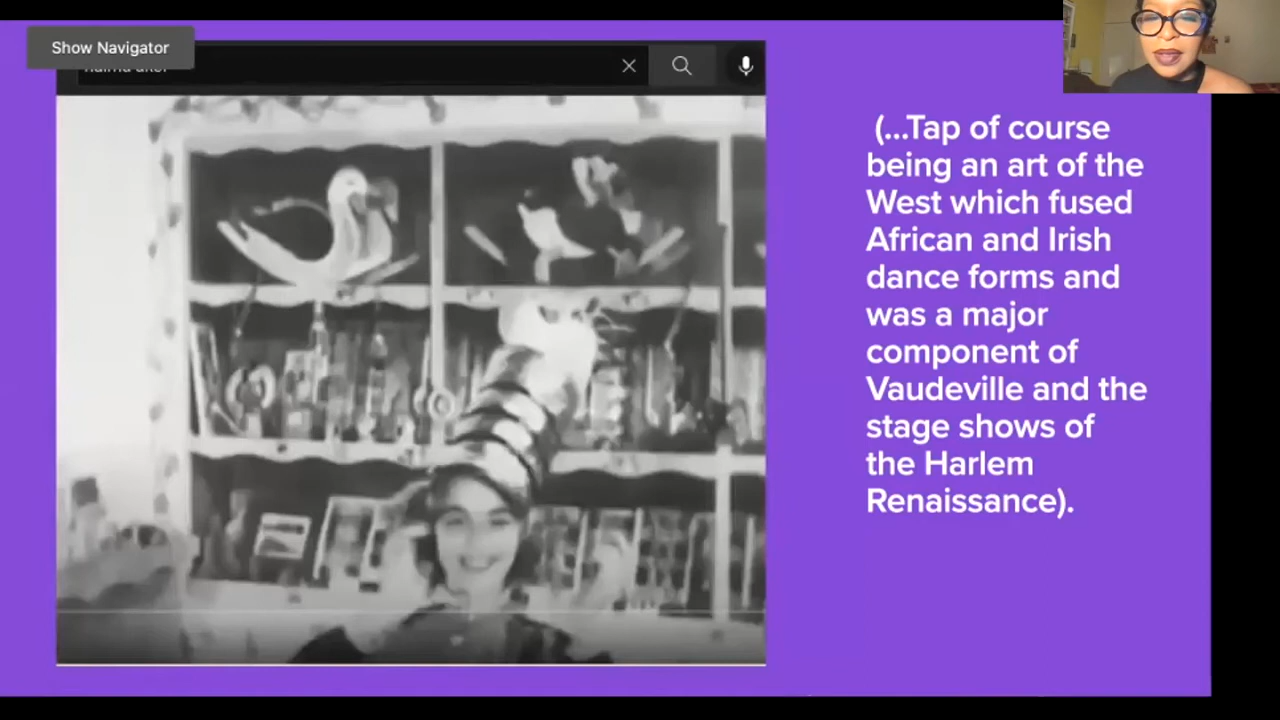 Show Navigator
(...Tap of course
being an art of the
West which fused
African and Irish
dance forms and
was a major
component of
Vaudeville and the
stage shows of
the Harlem
Renaissance).